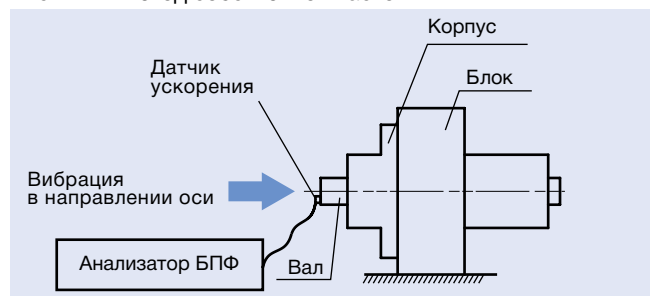 Корпус
Датчик
ускорения
Блок
Вибрация
в направлении оси
Анализатор БПФ
Вал